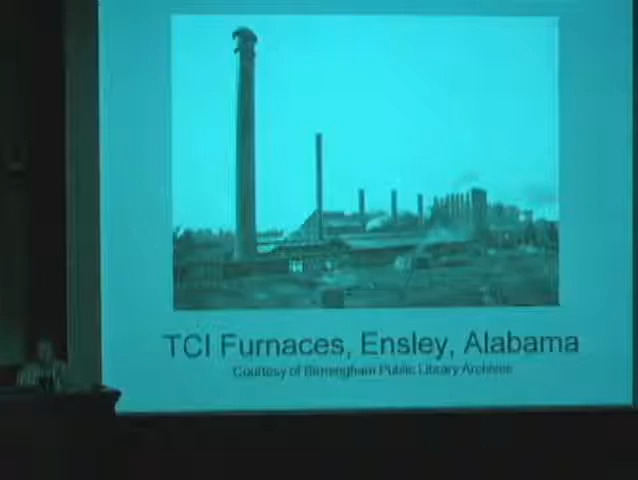 TCI Furnaces, Ensley, Alabama
Courtesy of Birmingham Public Library Archives